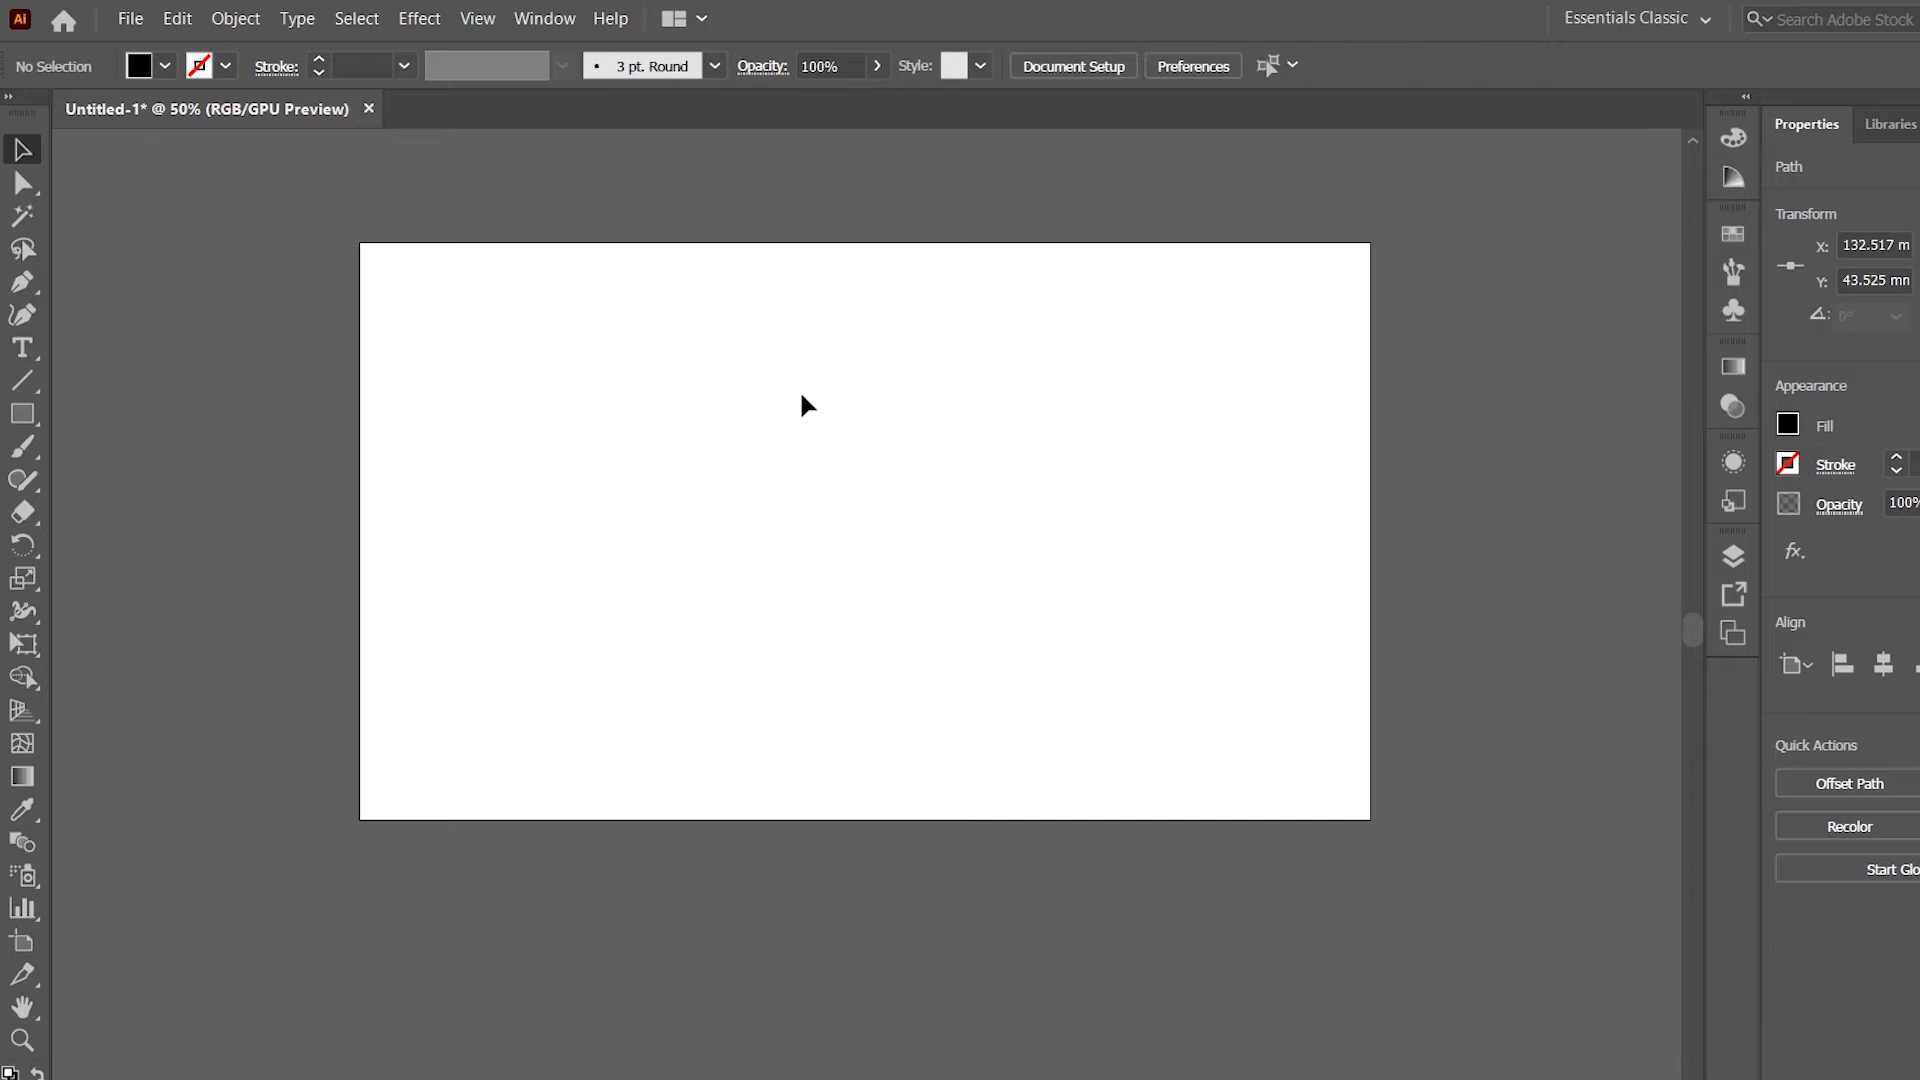 Ai File Edit Object Type Select Effect View Window Help Essentials Classic Search Adobe Stock
No Selection Stroke: 3 pt. Round Opacity: 100% Style: Document Setup Preferences
Untitled-1* @ 50% (RGB/GPU Preview) ×
Properties Libraries
Path
Transform
X: 132.517 m
Y: 43.525 mm
0°
Appearance
Fill
Stroke
Opacity 100%
fx.
Align
Quick Actions
Offset Path
Recolor
Start Glo